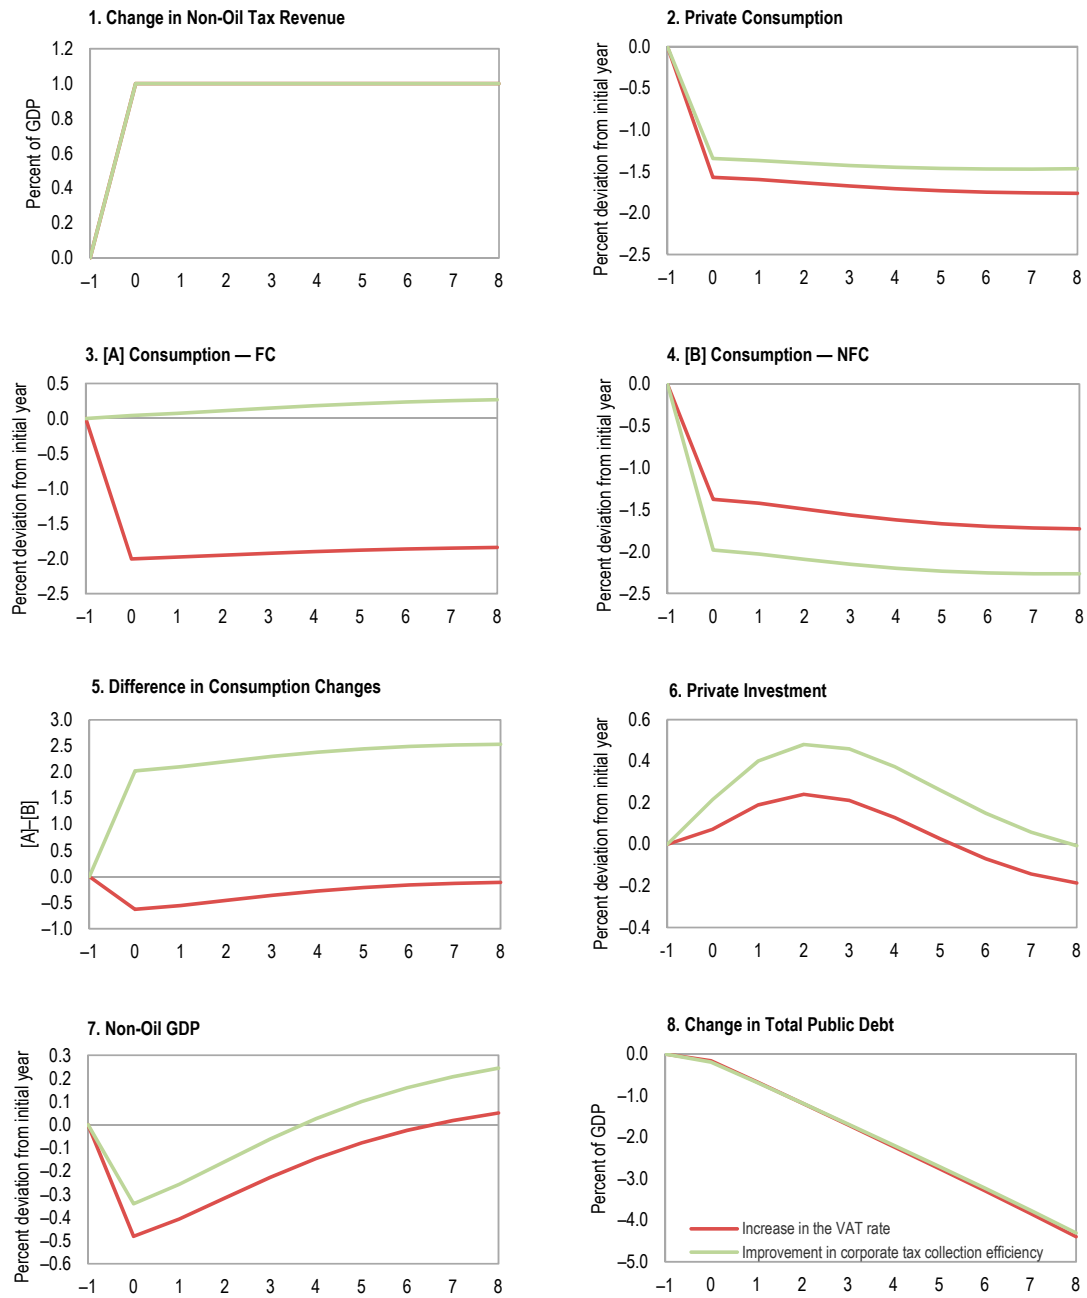 1. Change in Non-Oil Tax Revenue
Percent of GDP
1.2
1.0
0.8
0.6
0.4
0.2
0.0
–1 0 1 2 3 4 5 6 7 8
2. Private Consumption
Percent deviation from initial year
0.0
–0.5
–1.0
–1.5
–2.0
–2.5
–1 0 1 2 3 4 5 6 7 8
3. [A] Consumption — FC
Percent deviation from initial year
0.5
0.0
–0.5
–1.0
–1.5
–2.0
–2.5
–1 0 1 2 3 4 5 6 7 8
4. [B] Consumption — NFC
Percent deviation from initial year
0.0
–0.5
–1.0
–1.5
–2.0
–2.5
–1 0 1 2 3 4 5 6 7 8
5. Difference in Consumption Changes
[A]–[B]
3.0
2.5
2.0
1.5
1.0
0.5
0.0
–0.5
–1.0
–1 0 1 2 3 4 5 6 7 8
6. Private Investment
Percent deviation from initial year
0.6
0.4
0.2
0.0
–0.2
–0.4
-1 0 1 2 3 4 5 6 7 8
7. Non-Oil GDP
Percent deviation from initial year
0.3
0.2
0.1
0.0
–0.1
–0.2
–0.3
–0.4
–0.5
–0.6
–1 0 1 2 3 4 5 6 7 8
8. Change in Total Public Debt
Percent of GDP
0.0
–1.0
–2.0
–3.0
–4.0
–5.0
Increase in the VAT rate
Improvement in corporate tax collection efficiency
–1 0 1 2 3 4 5 6 7 8